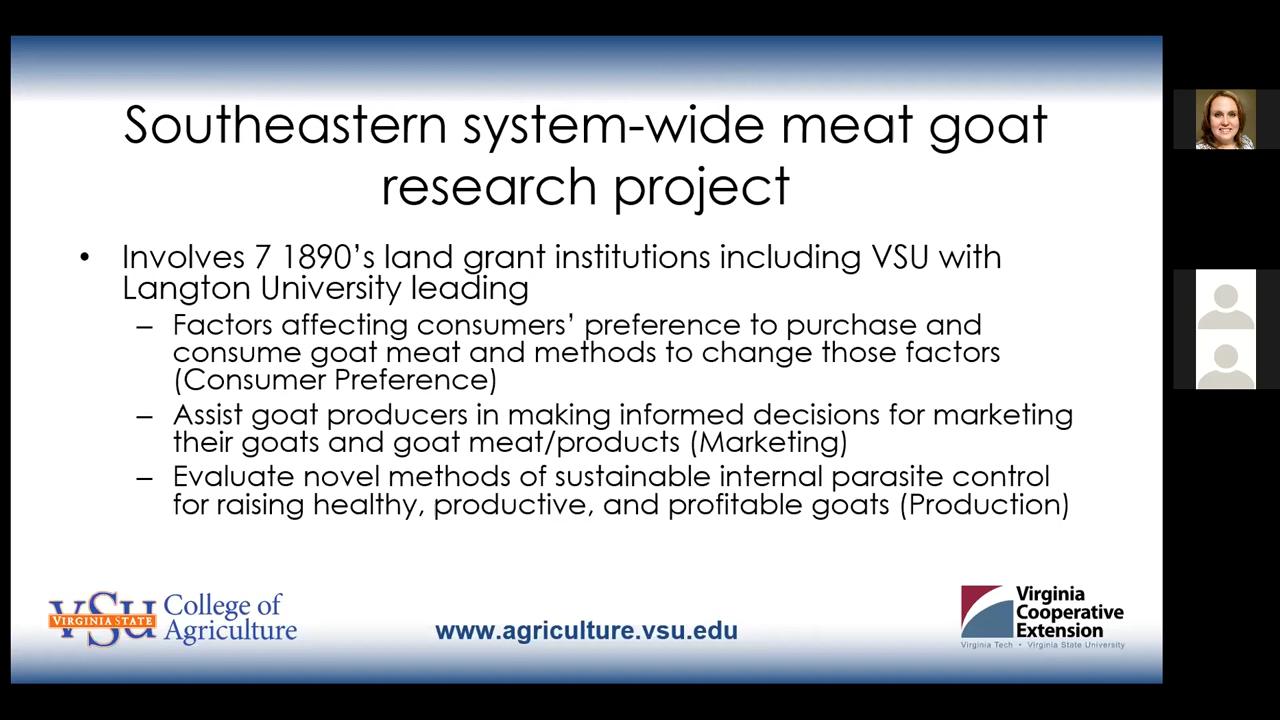 Southeastern system-wide meat goat
research project
• Involves 7 1890's land grant institutions including VSU with
Langton University leading
– Factors affecting consumers' preference to purchase and
consume goat meat and methods to change those factors
(Consumer Preference)
– Assist goat producers in making informed decisions for marketing
their goats and goat meat/products (Marketing)
– Evaluate novel methods of sustainable internal parasite control
for raising healthy, productive, and profitable goats (Production)
VSU
VIRGINIA STATE
College of
Agriculture
www.agriculture.vsu.edu
Virginia
Cooperative
Extension
Virginia Tech • Virginia State University